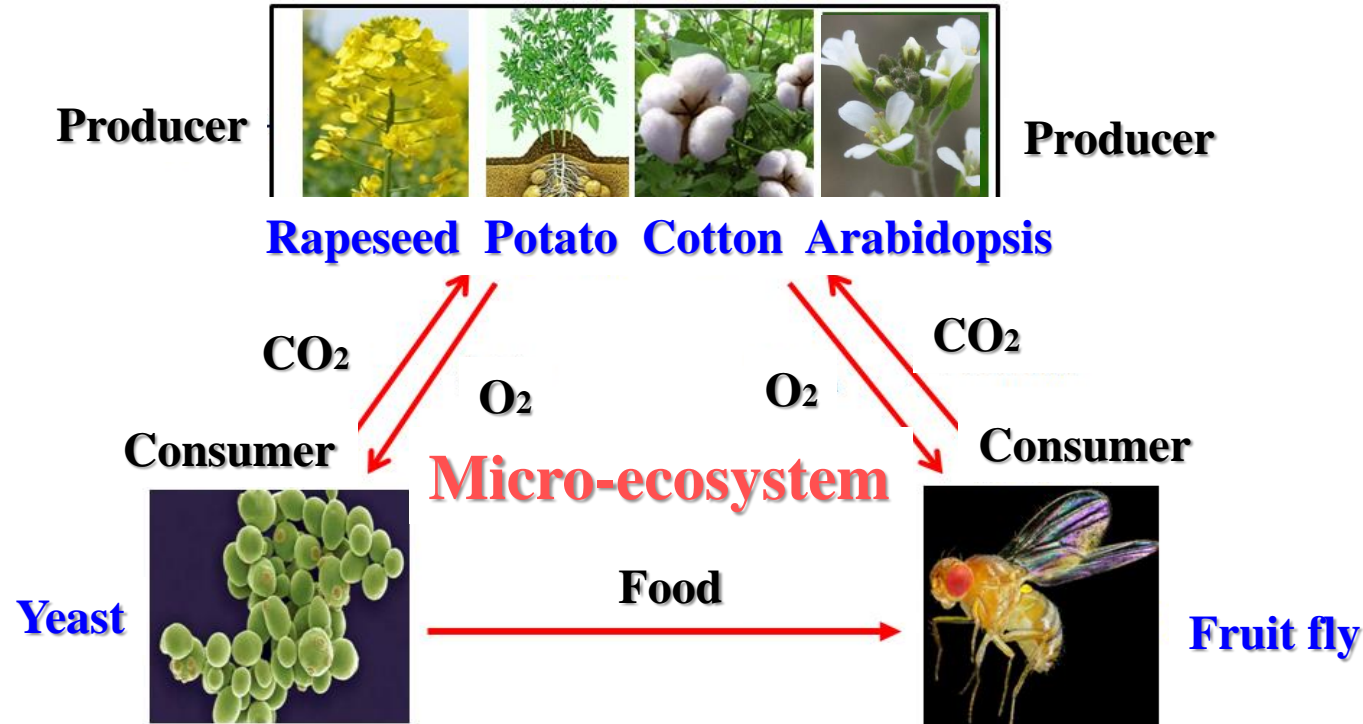 Producer
Producer
Rapeseed Potato Cotton Arabidopsis
CO2
O2
O2
CO2
Consumer
Consumer
Micro-ecosystem
Food
Yeast
Fruit fly